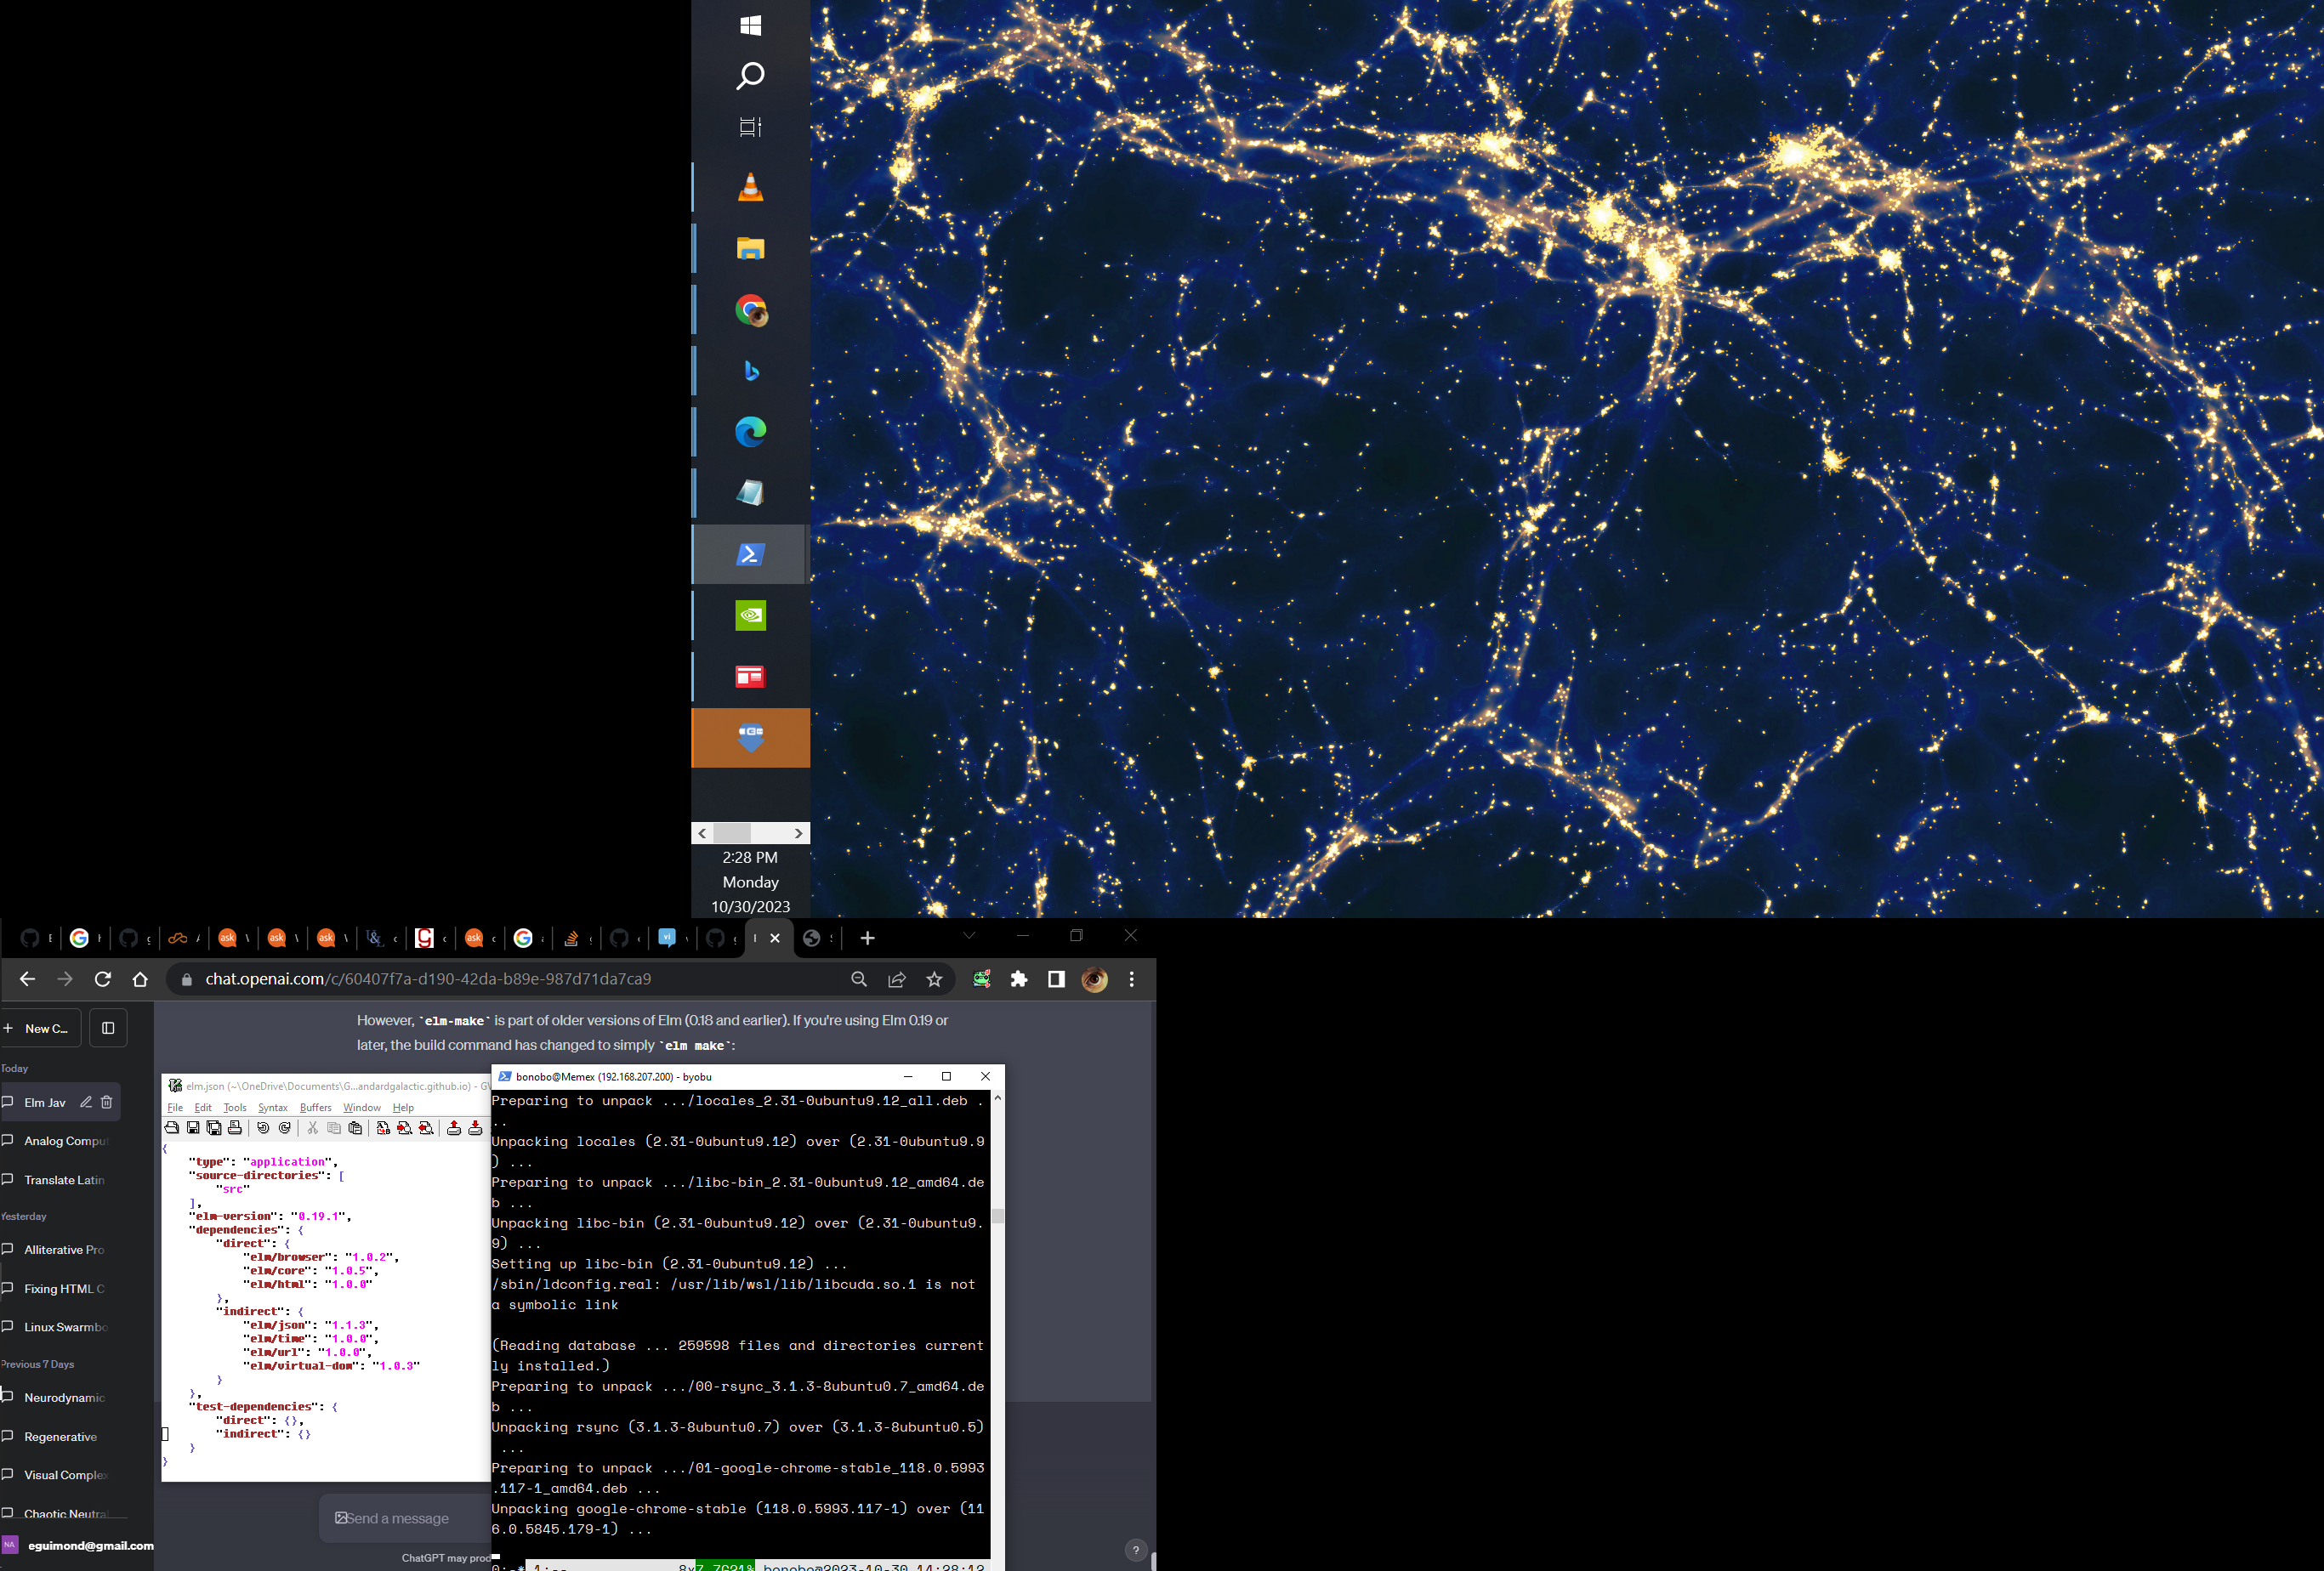 2:28 PM
Monday
10/30/2023
chat.openai.com/c/60407f7a-d190-42da-b89e-987d71da7ca9
New C...
Today
Elm Jav
Analog Comput
Translate Latin
Yesterday
Alliterative Pro
Fixing HTML C
Linux Swarmbo
Previous 7 Days
Neurodynamic
Regenerative
Visual Complex
Chaotic Neutral
NA eguimond@gmail.com
However, `elm-make` is part of older versions of Elm (0.18 and earlier). If you're using Elm 0.19 or
later, the build command has changed to simply `elm make`:
elm.json (~\OneDrive\Documents\G...andardgalactic.github.io) - G
File Edit Tools Syntax Buffers Window Help
{
"type": "application",
"source-directories": [
"src"
],
"elm-version": "0.19.1",
"dependencies": {
"direct": {
"elm/browser": "1.0.2",
"elm/core": "1.0.5",
"elm/html": "1.0.0"
},
"indirect": {
"elm/json": "1.1.3",
"elm/time": "1.0.0",
"elm/url": "1.0.0",
"elm/virtual-dom": "1.0.3"
}
},
"test-dependencies": {
"direct": {},
"indirect": {}
}
}
Send a message
ChatGPT may prod
bonobo@Memex (192.168.207.200) - byobu
Preparing to unpack .../locales_2.31-0ubuntu9.12_all.deb .
..
Unpacking locales (2.31-0ubuntu9.12) over (2.31-0ubuntu9.9
) ...
Preparing to unpack .../libc-bin_2.31-0ubuntu9.12_amd64.de
b ...
Unpacking libc-bin (2.31-0ubuntu9.12) over (2.31-0ubuntu9.
9) ...
Setting up libc-bin (2.31-0ubuntu9.12) ...
/sbin/ldconfig.real: /usr/lib/wsl/lib/libcuda.so.1 is not
a symbolic link
(Reading database ... 259598 files and directories current
ly installed.)
Preparing to unpack .../00-rsync_3.1.3-8ubuntu0.7_amd64.de
b ...
Unpacking rsync (3.1.3-8ubuntu0.7) over (3.1.3-8ubuntu0.5)
...
Preparing to unpack .../01-google-chrome-stable_118.0.5993
.117-1_amd64.deb ...
Unpacking google-chrome-stable (118.0.5993.117-1) over (11
6.0.5845.179-1) ...
bonobo@2023-10-30 14:28:12